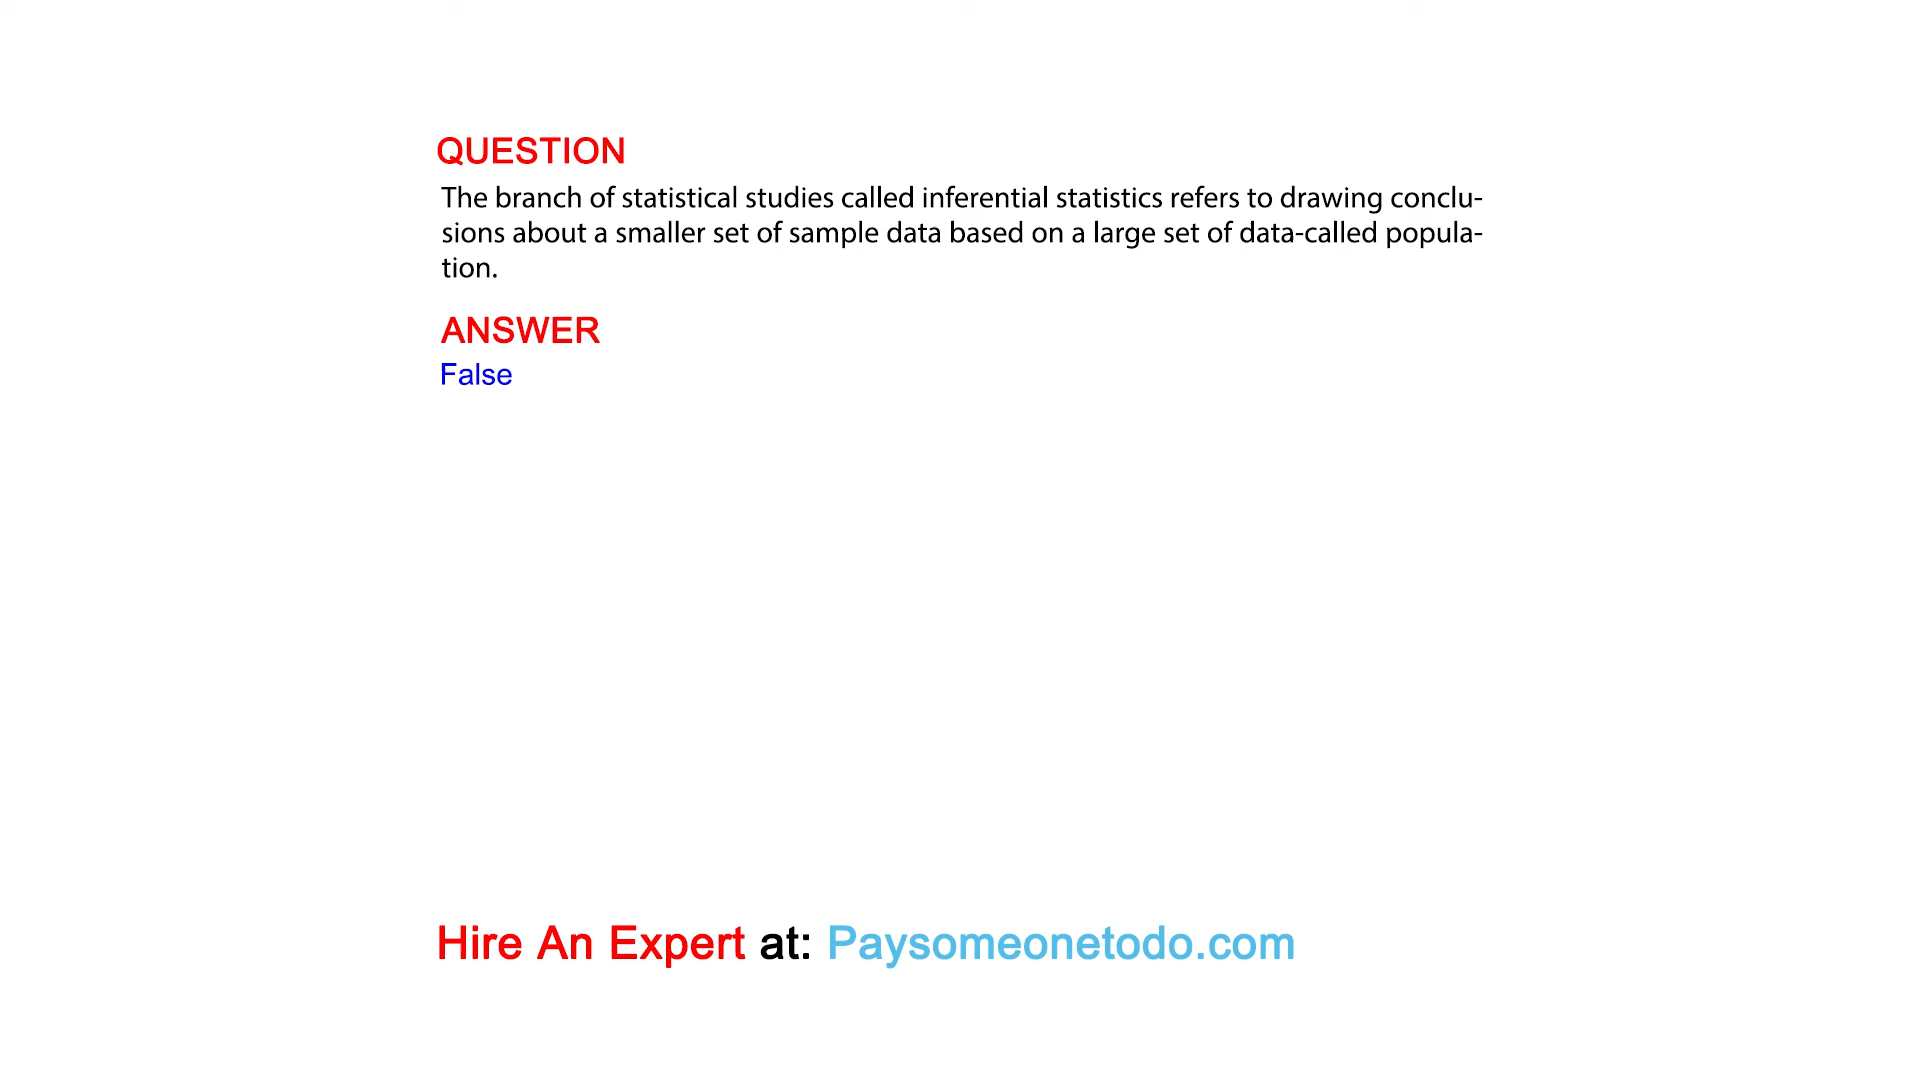 QUESTION
The branch of statistical studies called inferential statistics refers to drawing conclu-
sions about a smaller set of sample data based on a large set of data-called popula-
tion.
ANSWER
False
Hire An Expert at: Paysomeonetodo.com